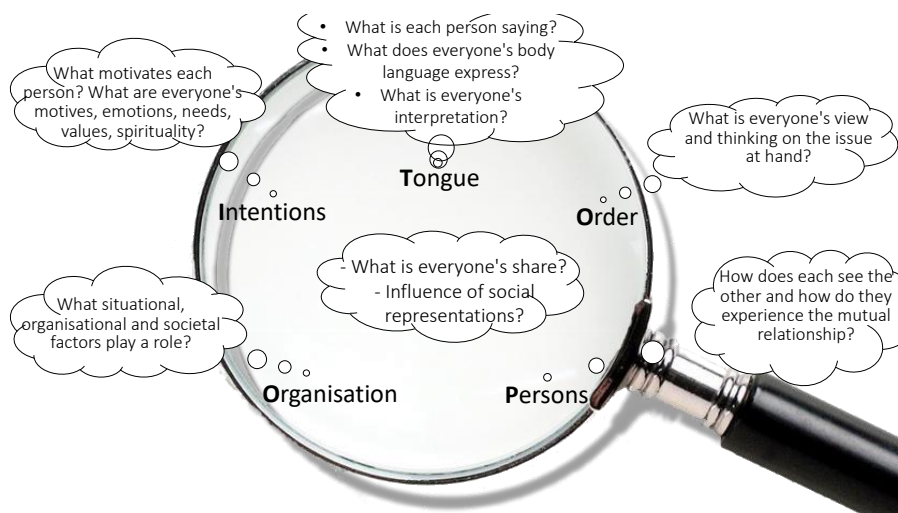 • What is each person saying?
• What does everyone's body
language express?
• What is everyone's
interpretation?
What motivates each
person? What are everyone's
motives, emotions, needs,
values, spirituality?
What is everyone's view
and thinking on the issue
at hand?
Tongue
Intentions
Order
- What is everyone's share?
- Influence of social
representations?
What situational,
organisational and societal
factors play a role?
How does each see the
other and how do they
experience the mutual
relationship?
Organisation
Persons